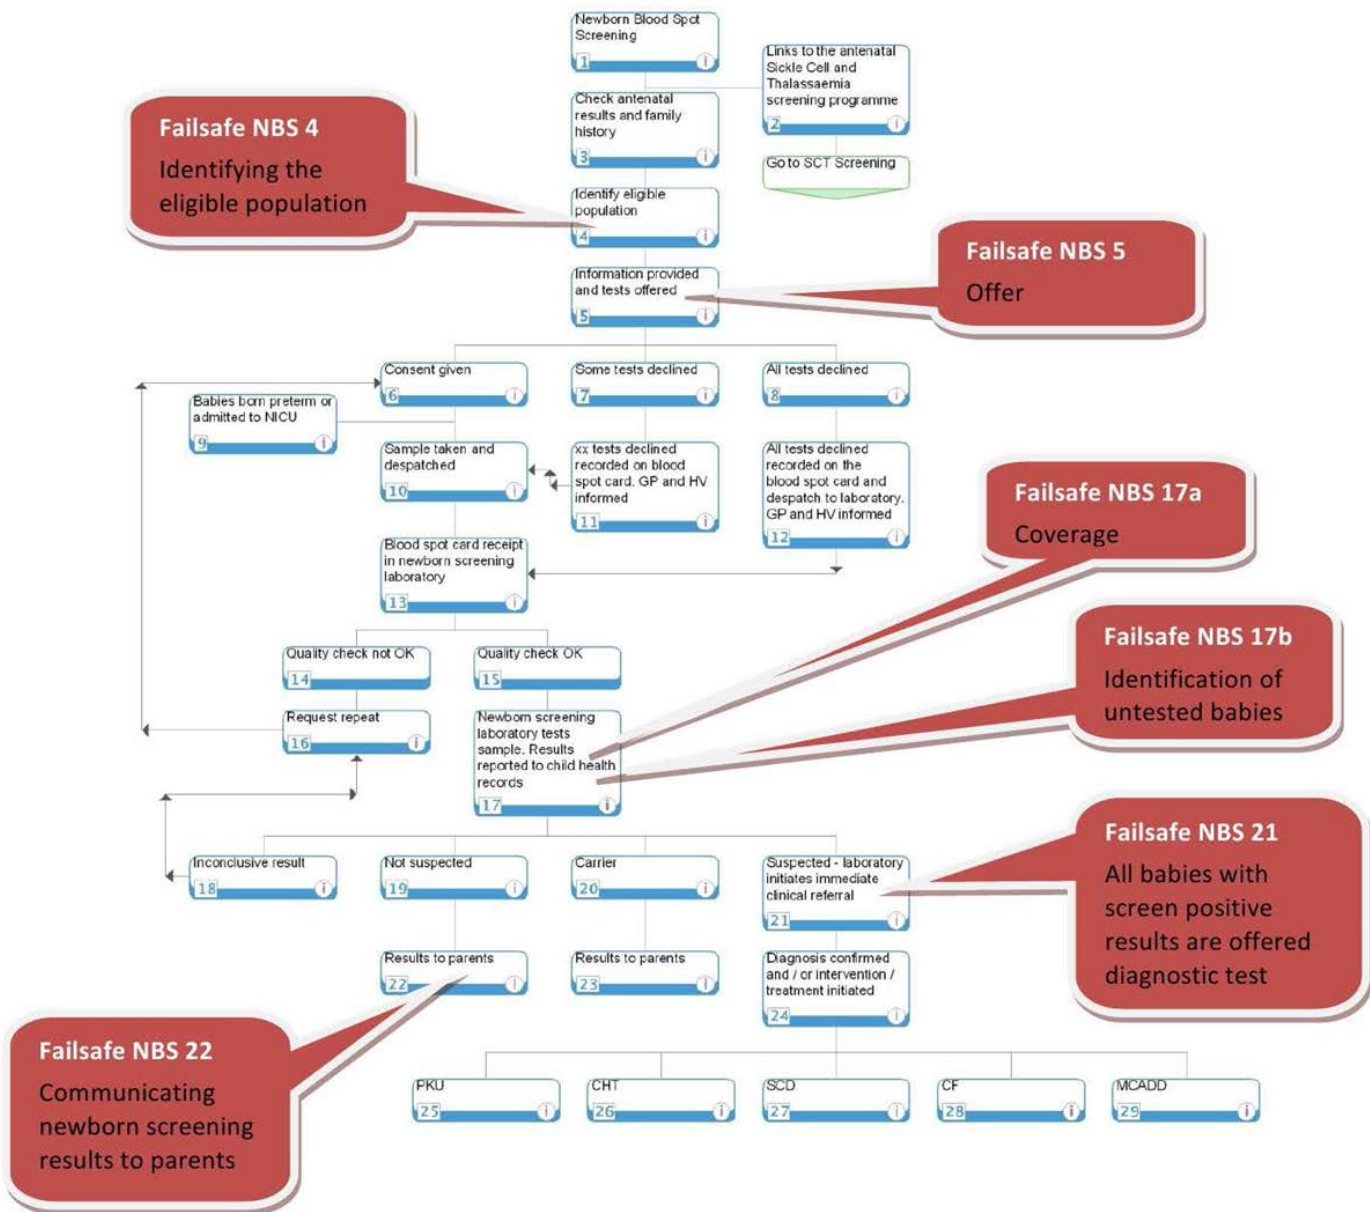 Newborn Blood Spot
Screening
1
i
Links to the antenatal
Sickle Cell and
Thalassaemia
screening programme
2
i
Check antenatal
results and family
history
3
i
Go to SCT Screening
Failsafe NBS 4
Identifying the
eligible population
Identify eligible
population
4
i
Failsafe NBS 5
Offer
Information provided
and tests offered
5
i
Consent given
6
i
Some tests declined
7
i
All tests declined
8
i
Babies born preterm or
admitted to NICU
9
i
Sample taken and
despatched
10
i
xx tests declined
recorded on blood
spot card. GP and HV
informed
11
i
All tests declined
recorded on the
blood spot card and
despatch to laboratory.
GP and HV informed
12
i
Failsafe NBS 17a
Coverage
Blood spot card receipt
in newborn screening
laboratory
13
i
Failsafe NBS 17b
Identification of
untested babies
Quality check not OK
14
Quality check OK
15
Request repeat
16
i
Newborn screening
laboratory tests
sample. Results
reported to child health
records
17
i
Failsafe NBS 21
All babies with
screen positive
results are offered
diagnostic test
Inconclusive result
18
i
Not suspected
19
i
Carrier
20
i
Suspected - laboratory
initiates immediate
clinical referral
21
i
Results to parents
22
i
Results to parents
23
i
Diagnosis confirmed
and / or intervention /
treatment initiated
24
i
Failsafe NBS 22
Communicating
newborn screening
results to parents
PKU
25
i
CHT
26
i
SCD
27
i
CF
28
i
MCADD
29
i